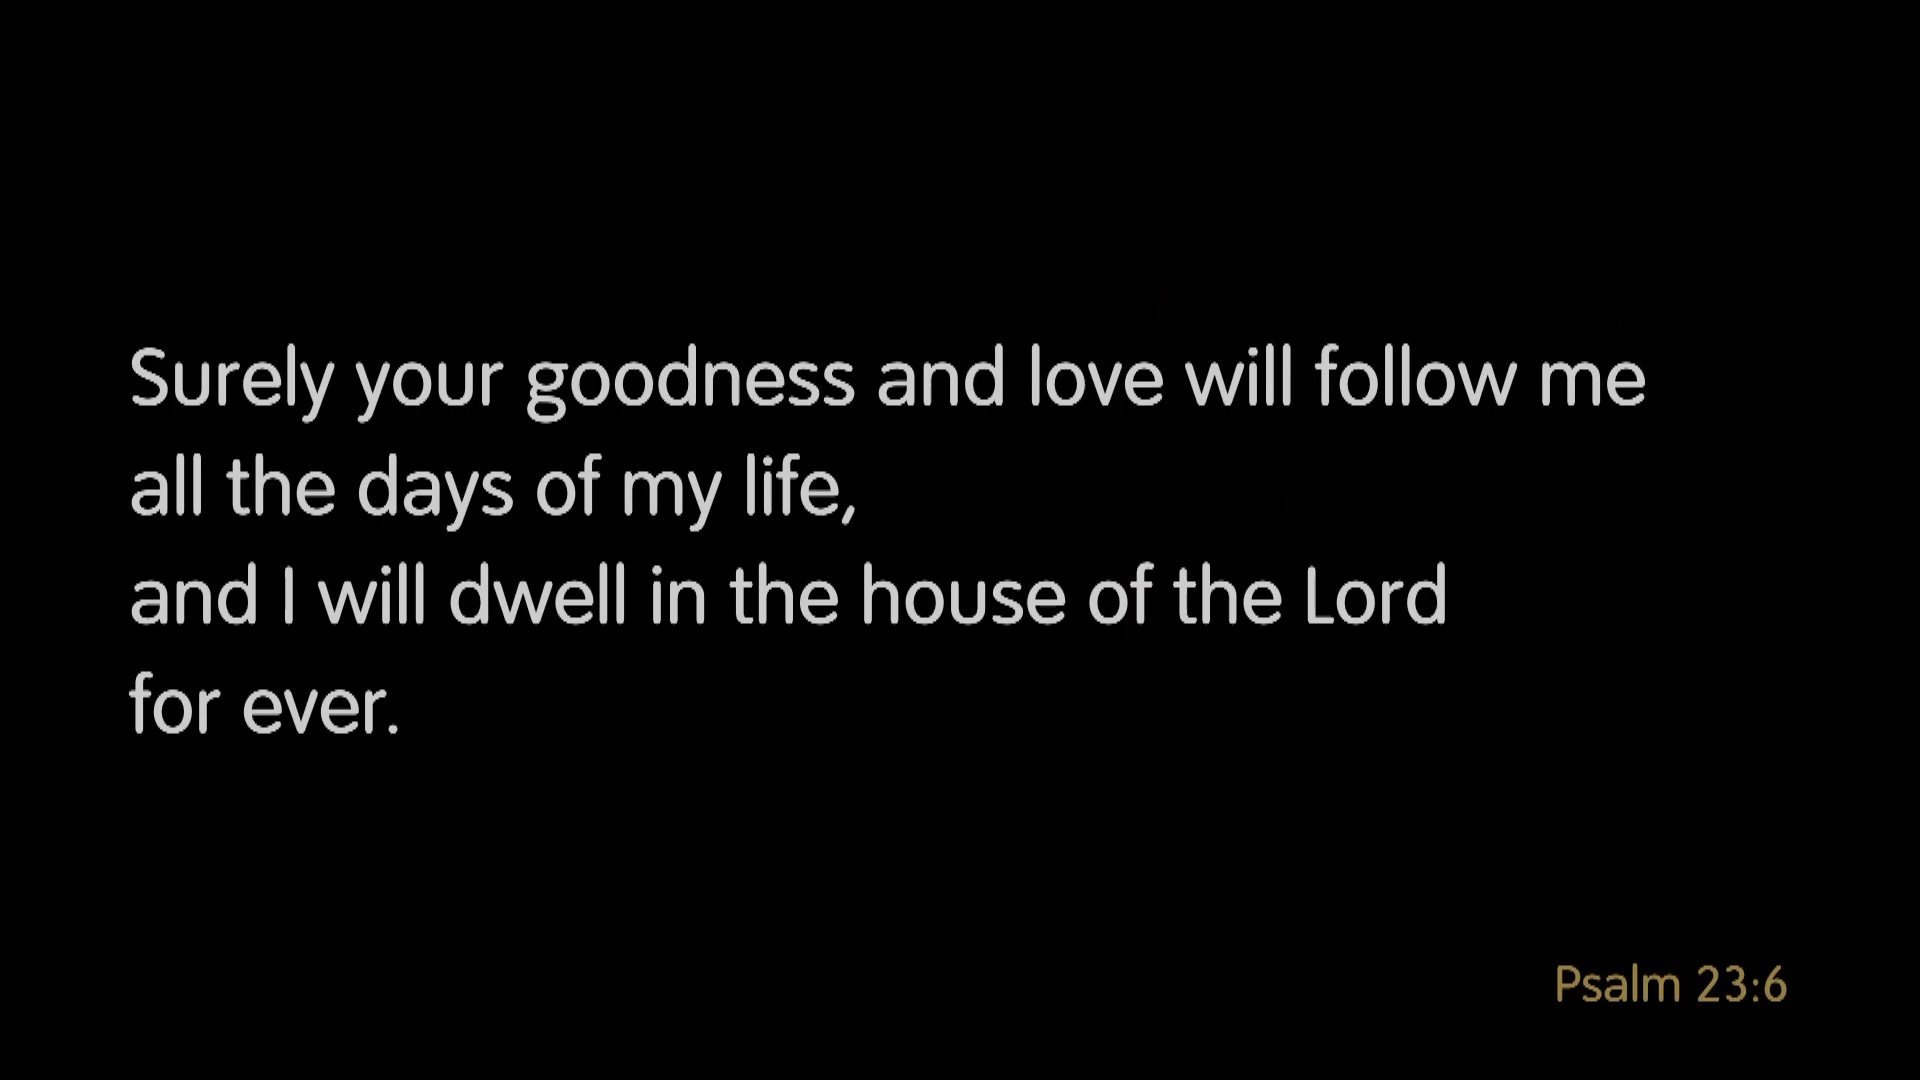 Surely your goodness and love will follow me
all the days of my life,
and I will dwell in the house of the Lord
for ever.
Psalm 23:6